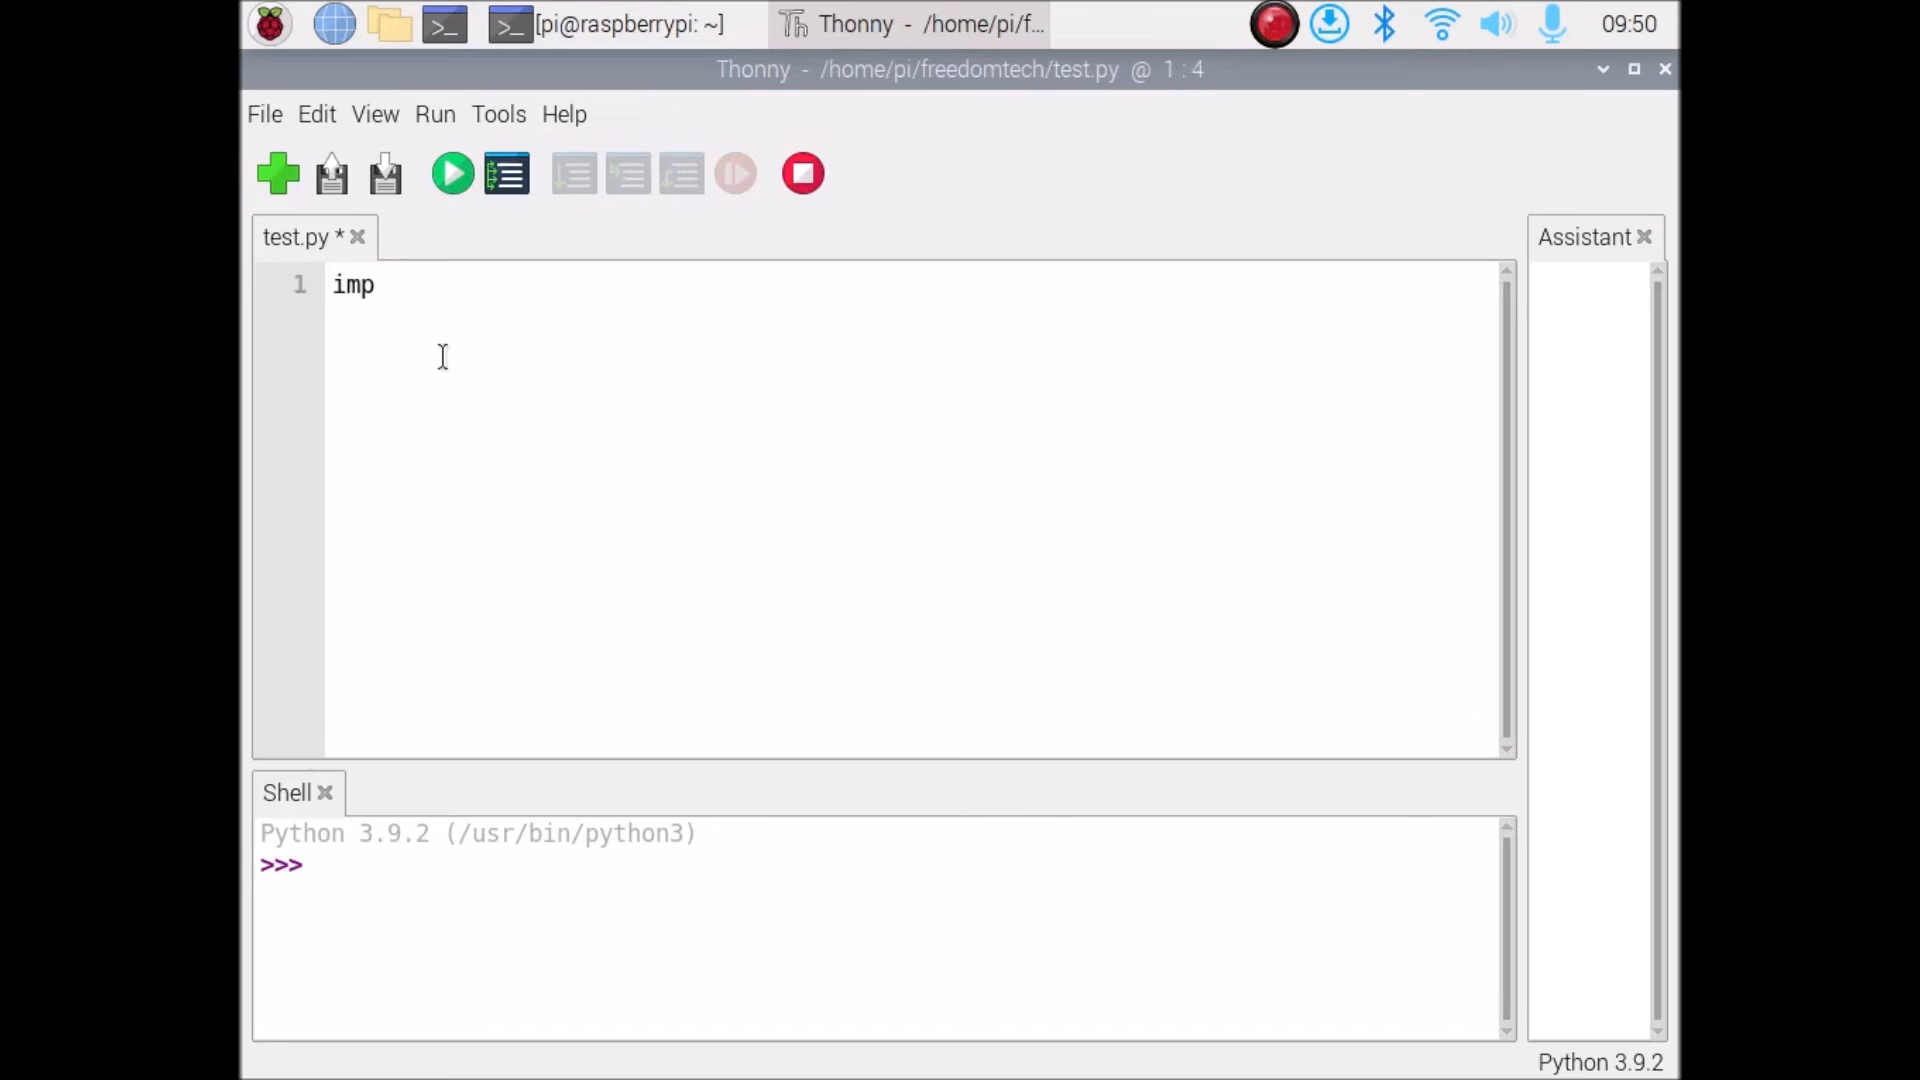 [pi@raspberrypi: ~] Thonny - /home/pi/f... 09:50
Thonny - /home/pi/freedomtech/test.py @ 1 : 4
File Edit View Run Tools Help
test.py *
Assistant
1 imp
Shell
Python 3.9.2 (/usr/bin/python3)
>>>
Python 3.9.2